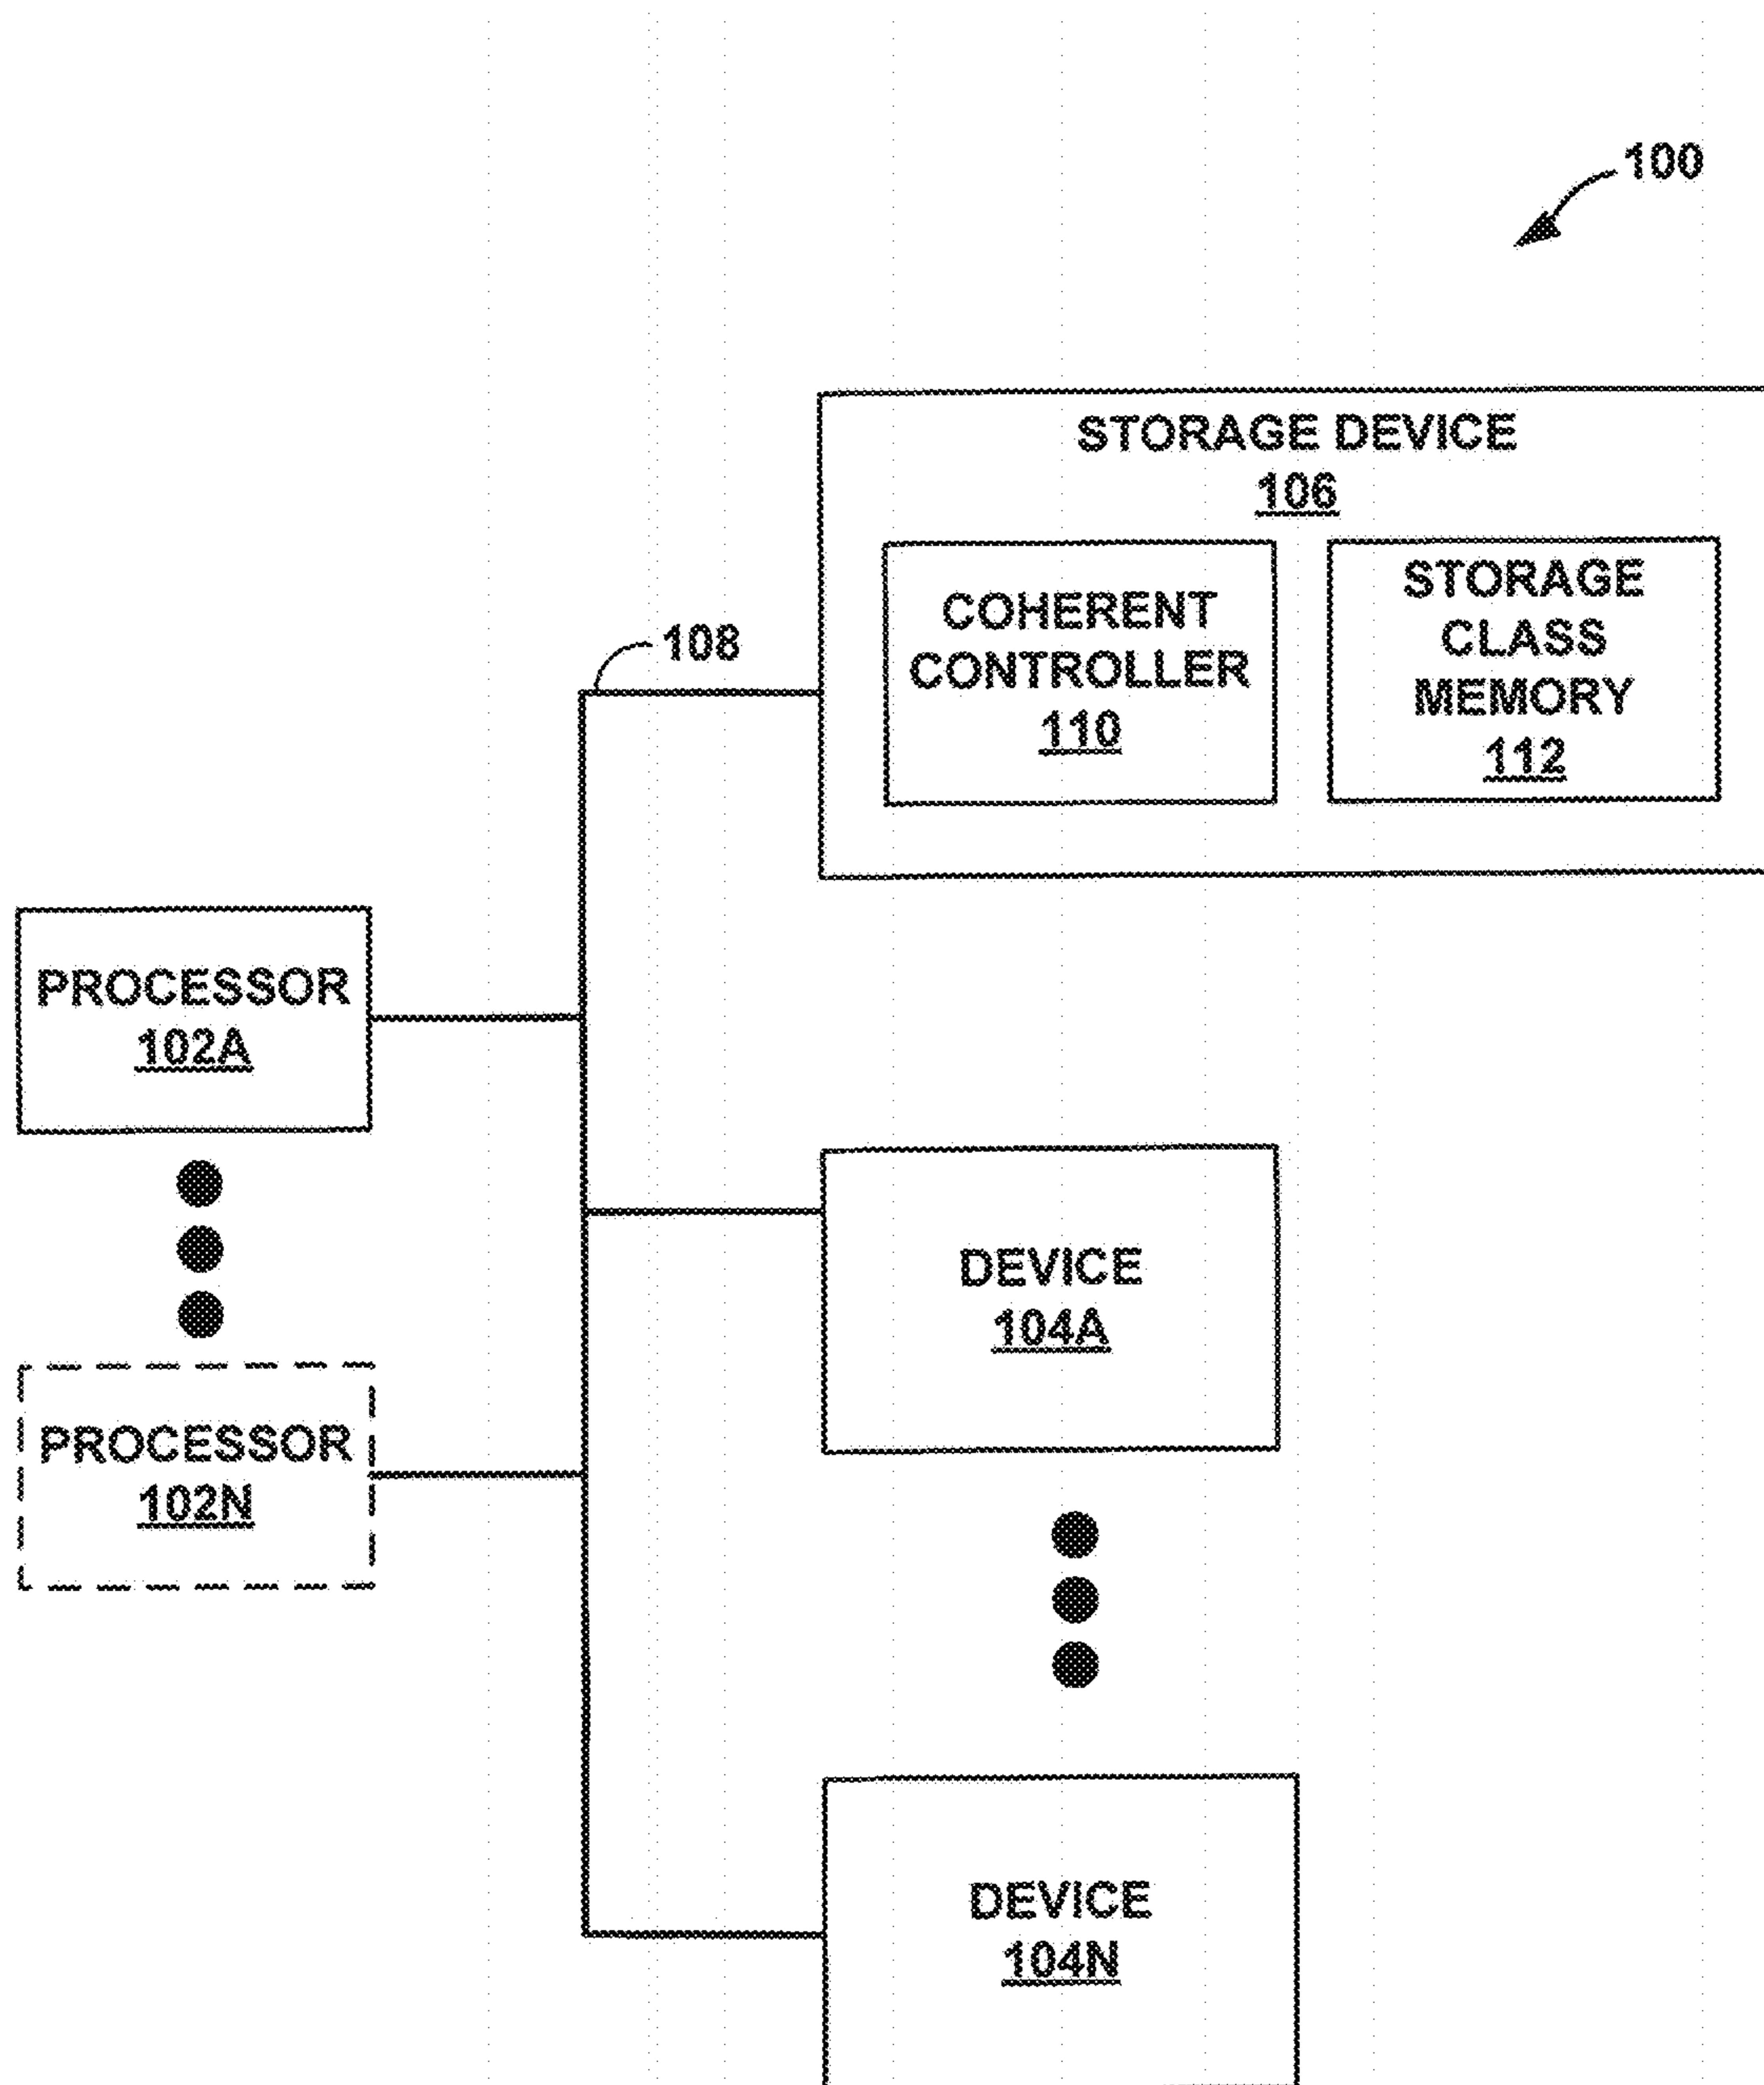 100
STORAGE DEVICE
106
COHERENT
CONTROLLER
110
STORAGE
CLASS
MEMORY
112
108
PROCESSOR
102A
DEVICE
104A
PROCESSOR
102N
DEVICE
104N